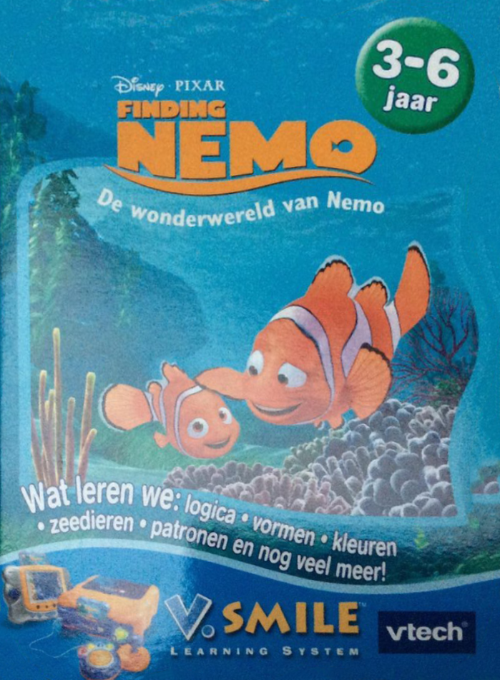 3-6
jaar
Disney • PIXAR
FINDING
NEMO
De wonderwereld van Nemo
Wat leren we: logica • vormen • kleuren
• zeedieren • patronen en nog veel meer!
V.SMILE™
LEARNING SYSTEM
vtech®